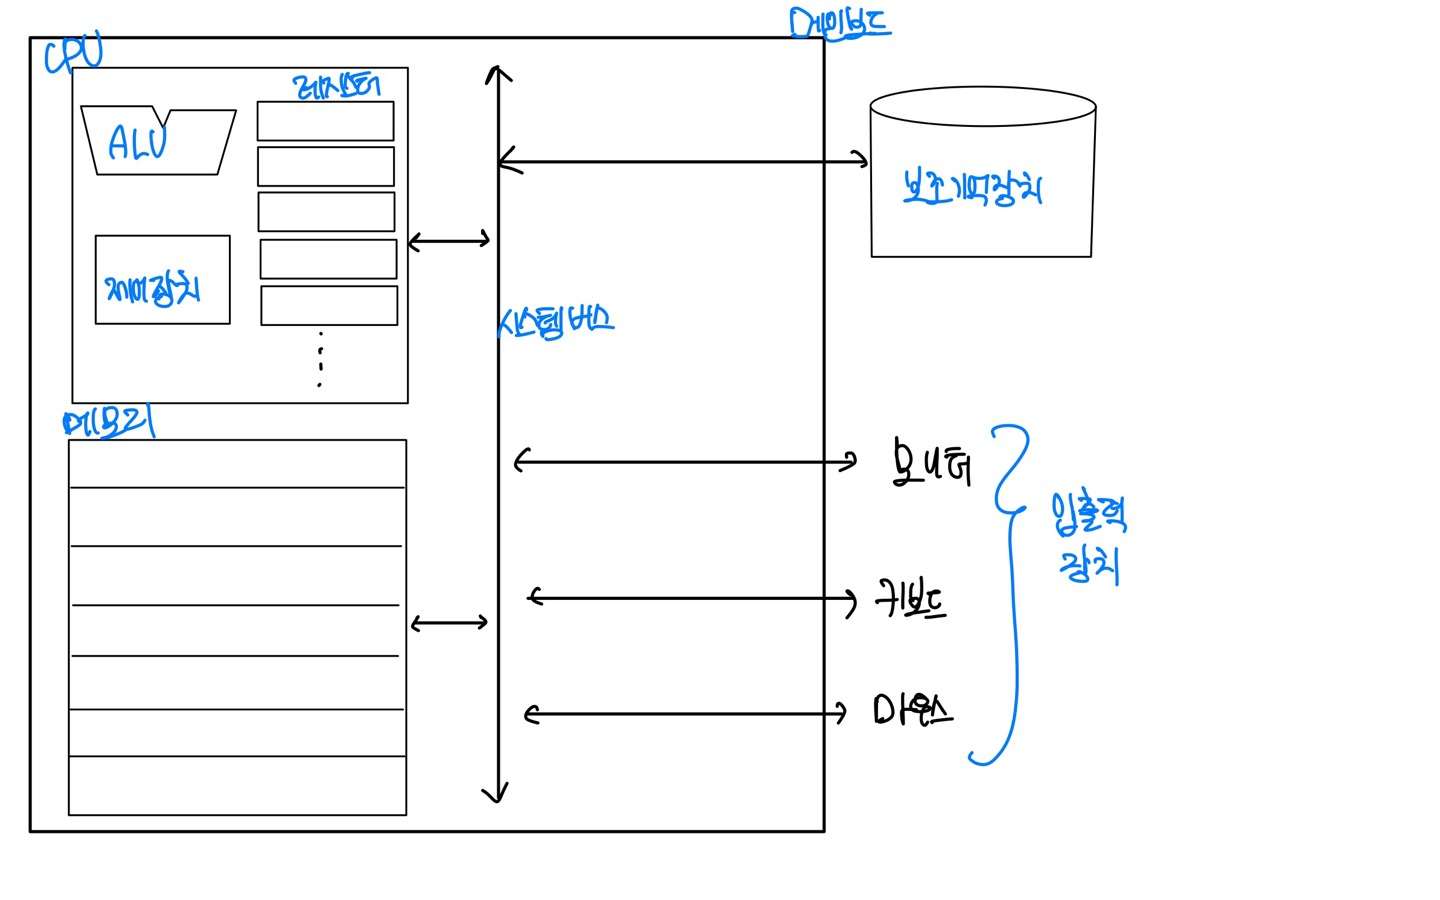 메인보드
CPU
레지스터
ALU
보조기억장치
제어장치
시스템 버스
메모리
모니터
입출력
장치
키보드
마우스